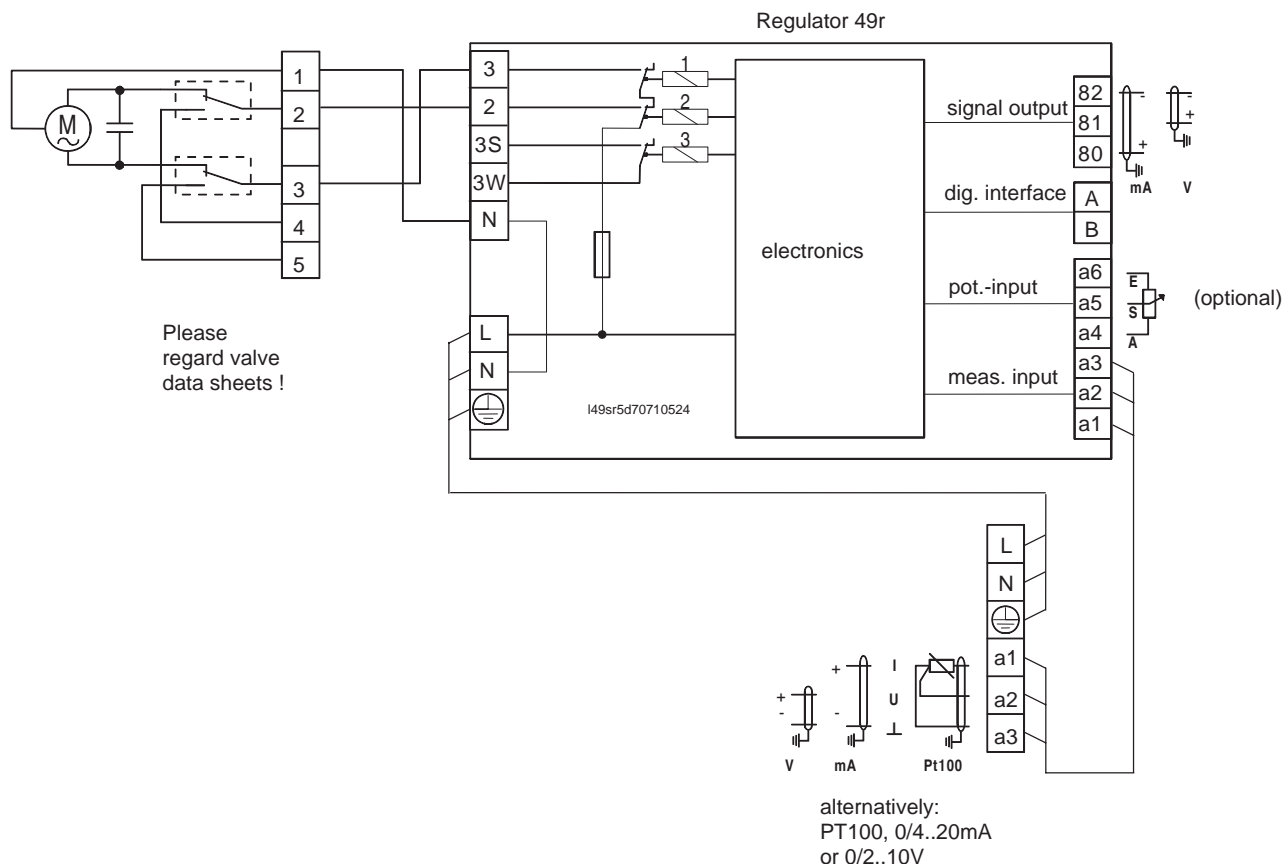 Regulator 49r
1
2
3
4
5
M
Please
regard valve
data sheets !
3
2
3S
3W
N
L
N
1
2
3
electronics
l49sr5d70710524
signal output
dig. interface
pot.-input
meas. input
82
81
80
A
B
a6
a5
a4
a3
a2
a1
-
+
mA
-
+
V
E
S
A
(optional)
L
N
a1
a2
a3
+
-
V
+
-
mA
I
U
⊥
Pt100
alternatively:
PT100, 0/4..20mA
or 0/2..10V